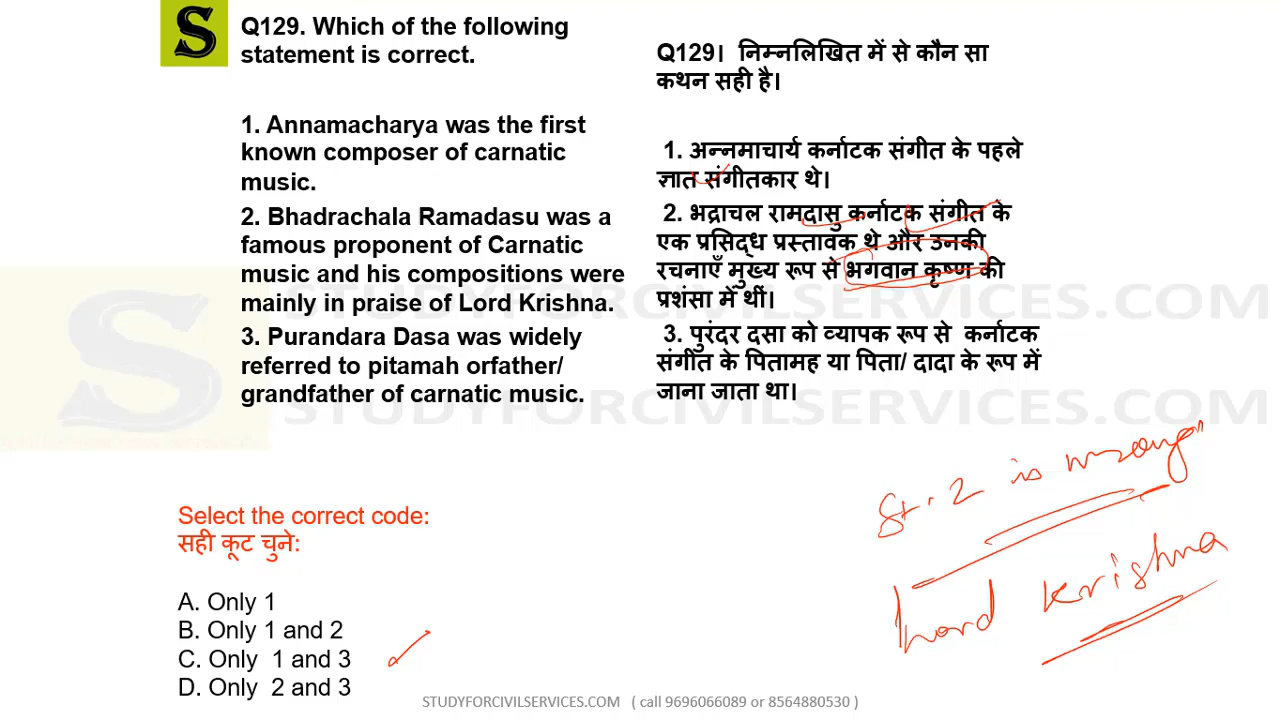 S
Q129. Which of the following
statement is correct.
1. Annamacharya was the first
known composer of carnatic
music.
2. Bhadrachala Ramadasu was a
famous proponent of Carnatic
music and his compositions were
mainly in praise of Lord Krishna.
3. Purandara Dasa was widely
referred to pitamah orfather/
grandfather of carnatic music.
Q129। निम्नलिखित में से कौन सा
कथन सही है।
1. अन्नमाचार्य कर्नाटक संगीत के पहले
ज्ञात संगीतकार थे।
2. भद्राचल रामदासु कर्नाटक संगीत के
एक प्रसिद्ध प्रस्तावक थे और उनकी
रचनाएँ मुख्य रूप से भगवान कृष्ण की
प्रशंसा में थीं।
3. पुरंदर दसा को व्यापक रूप से कर्नाटक
संगीत के पितामह या पिता/ दादा के रूप में
जाना जाता था।
S
STUDYFORCIVILSERVICES.COM
STUDYFORCIVILSERVICES.COM
St. 2 is wrong
Lord Krishna
Select the correct code:
सही कूट चुने:
A. Only 1
B. Only 1 and 2
C. Only 1 and 3
D. Only 2 and 3
STUDYFORCIVILSERVICES.COM ( call 9696066089 or 8564880530 )